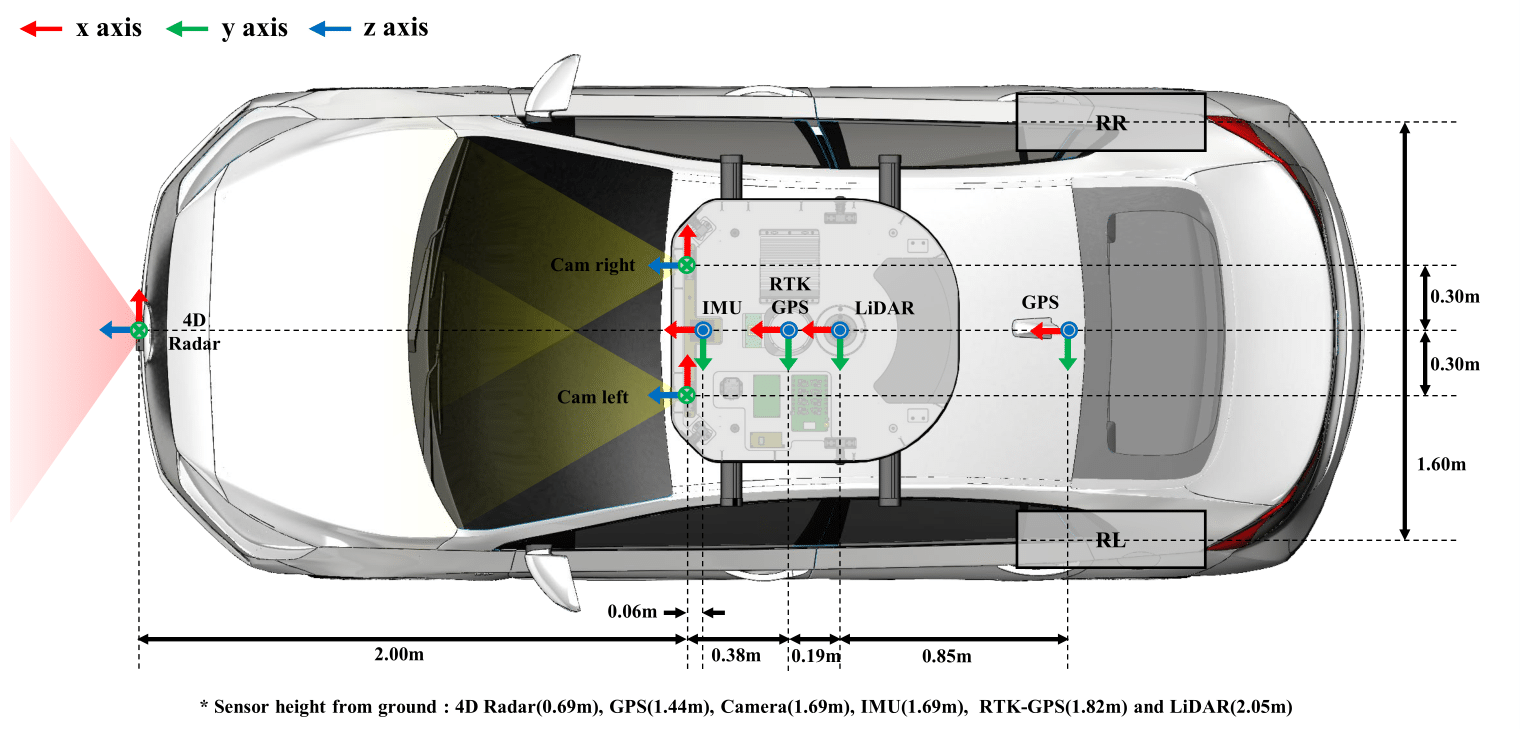 x axis y axis z axis
RR
Cam right
RTK
IMU GPS LiDAR GPS
0.30m
4D
Radar
0.30m
Cam left
1.60m
RL
0.06m
2.00m 0.38m 0.19m 0.85m
* Sensor height from ground : 4D Radar(0.69m), GPS(1.44m), Camera(1.69m), IMU(1.69m), RTK-GPS(1.82m) and LiDAR(2.05m)